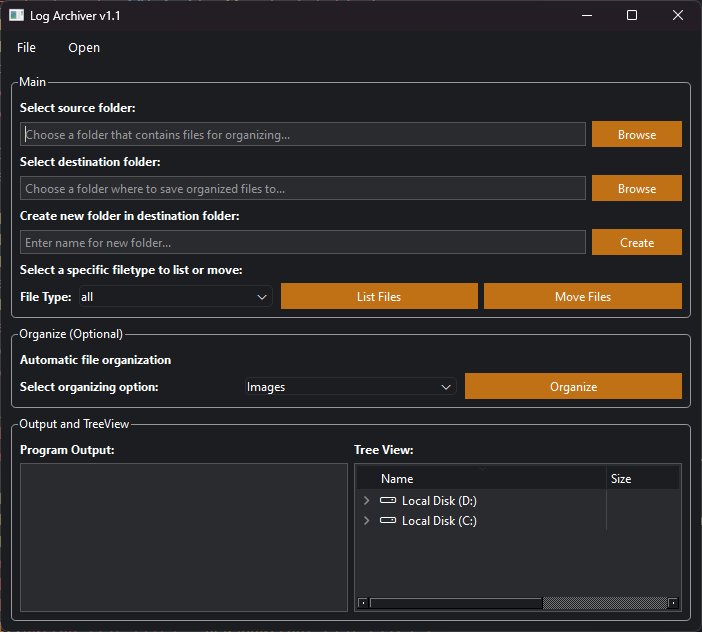 Log Archiver v1.1
File Open
Main
Select source folder:
Choose a folder that contains files for organizing... Browse
Select destination folder:
Choose a folder where to save organized files to... Browse
Create new folder in destination folder:
Enter name for new folder... Create
Select a specific filetype to list or move:
File Type: all List Files Move Files
Organize (Optional)
Automatic file organization
Select organizing option: Images Organize
Output and TreeView
Program Output: Tree View:
Name Size
Local Disk (D:)
Local Disk (C:)